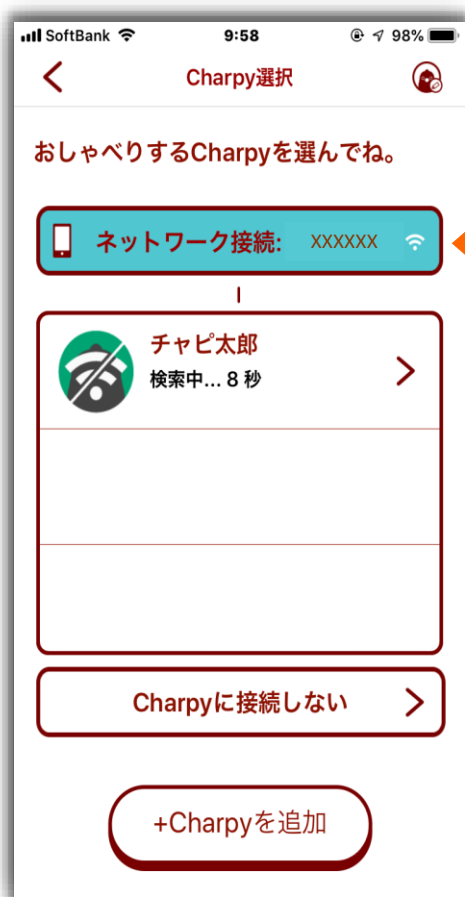 SoftBank 9:58 98%
Charpy選択
おしゃべりするCharpyを選んでね。
ネットワーク接続: XXXXXX
チャピ太郎
検索中... 8 秒
Charpyに接続しない
+Charpyを追加